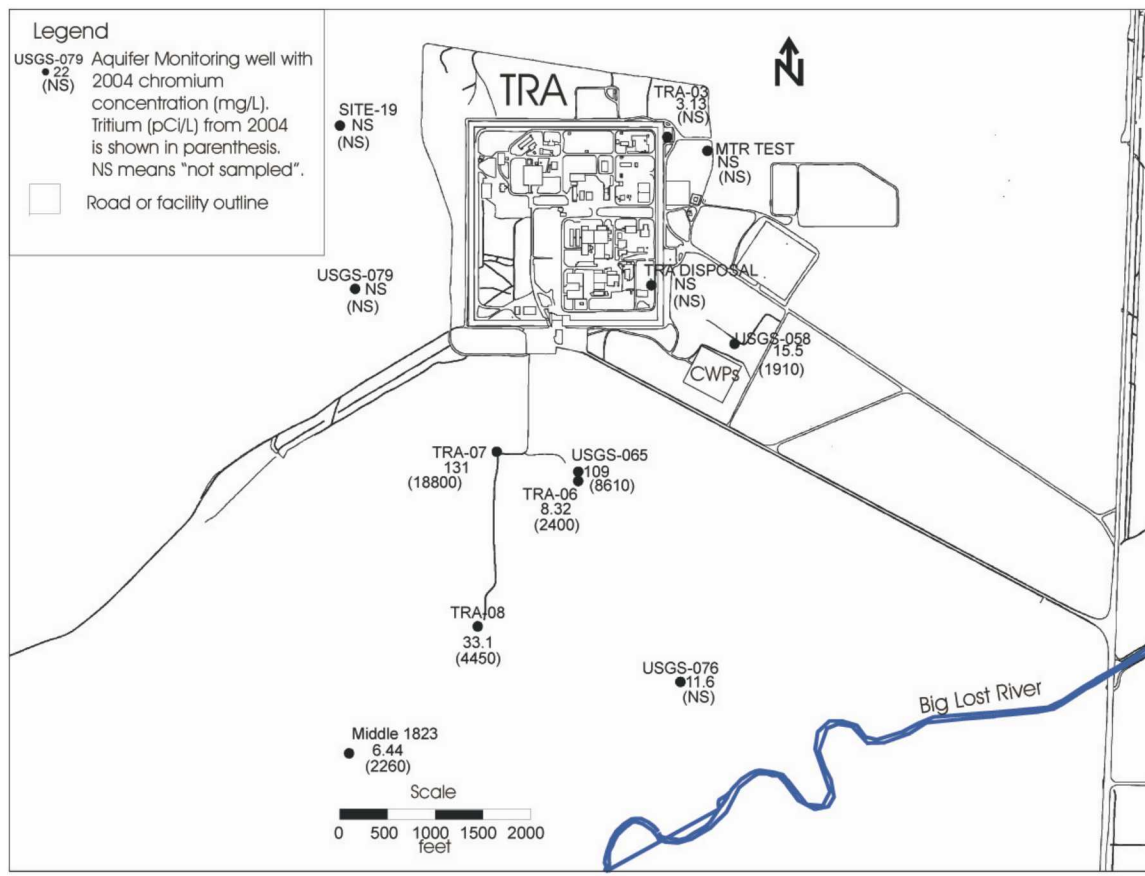 Legend
USGS-079 Aquifer Monitoring well with
22 2004 chromium
(NS) concentration (mg/L).
Tritium (pCi/L) from 2004
is shown in parenthesis.
NS means "not sampled".
Road or facility outline
TRA
N
TRA-03
3.13
(NS)
SITE-19
NS
(NS)
MTR TEST
NS
(NS)
USGS-079
NS
(NS)
TRA DISPOSAL
NS
(NS)
USGS-058
15.5
(1910)
CWPs
TRA-07
131
(18800)
USGS-065
109
(8610)
TRA-06
8.32
(2400)
TRA-08
33.1
(4450)
USGS-076
11.6
(NS)
Big Lost River
Middle 1823
6.44
(2260)
Scale
0 500 1000 1500 2000
feet